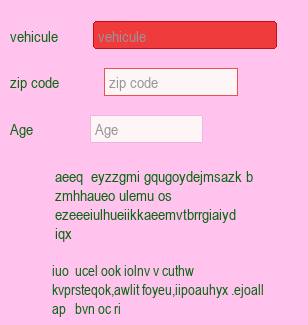 vehicule vehicule
zip code zip code
Age Age
aeeq eyzzgmi gqugoydejmsazk b
zmhhaueo ulemu os
ezeeeiulhueiikkaeemvtbrrgiaiyd
iqx
iuo ucel ook iolnv v cuthw
kvprsteqok,awlit foyeu,iipoauhyx .ejoall
ap bvn oc ri